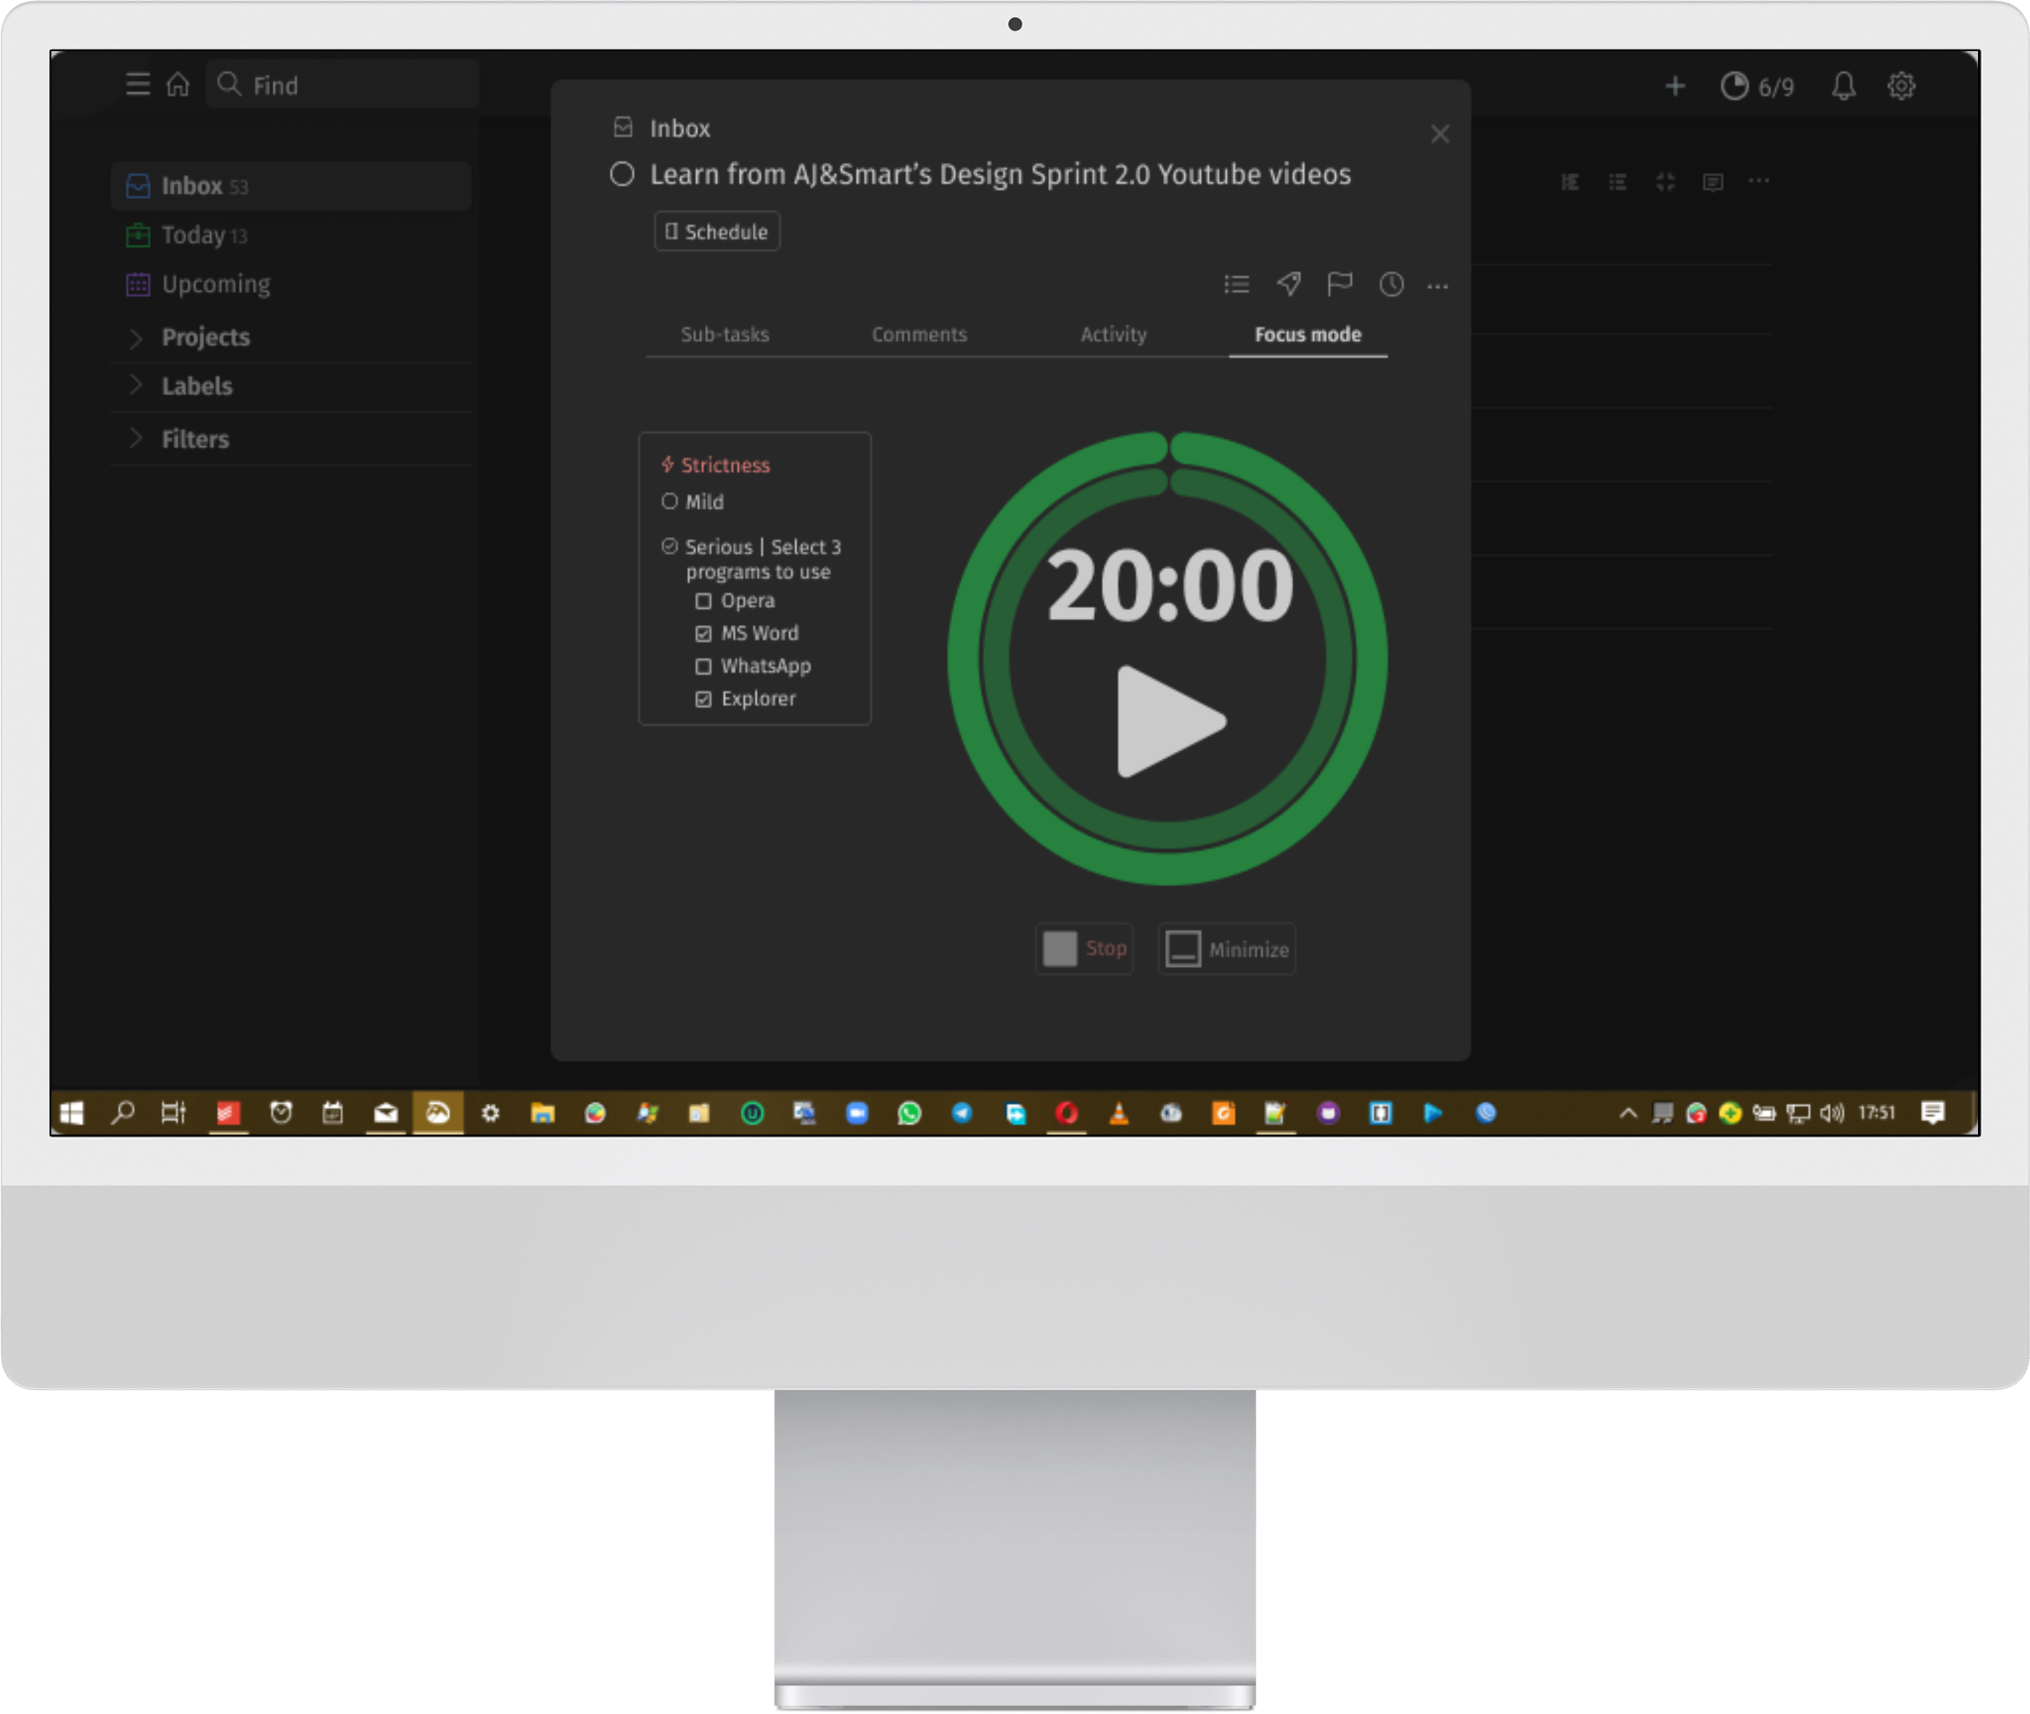 Find
6/9
Inbox 53
Today 13
Upcoming
Projects
Labels
Filters
Inbox
Learn from AJ&Smart’s Design Sprint 2.0 Youtube videos
Schedule
Sub-tasks
Comments
Activity
Focus mode
Strictness
Mild
Serious | Select 3
programs to use
Opera
MS Word
WhatsApp
Explorer
20:00
Stop
Minimize
17:51